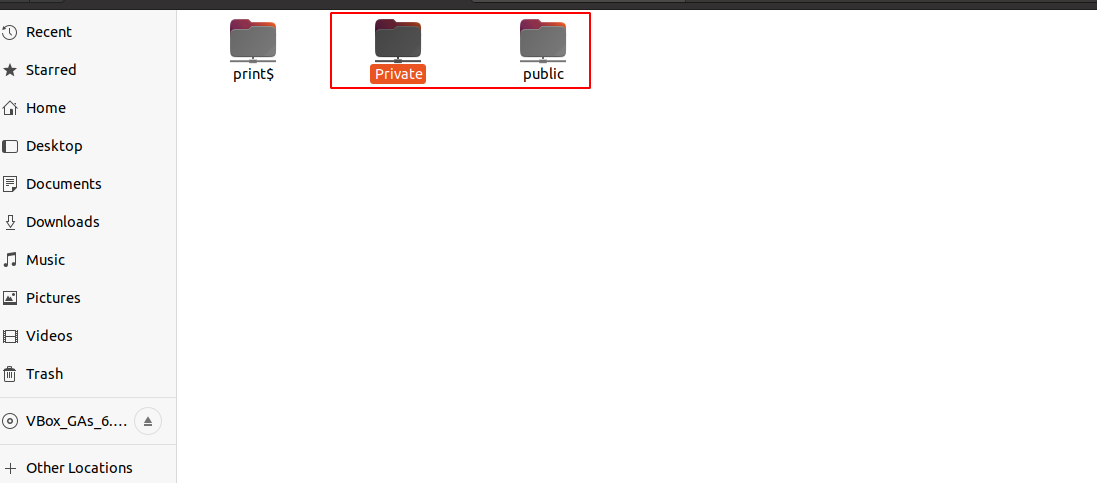 Recent
Starred
Home
Desktop
Documents
Downloads
Music
Pictures
Videos
Trash
VBox_GAs_6....
Other Locations
print$
Private
public